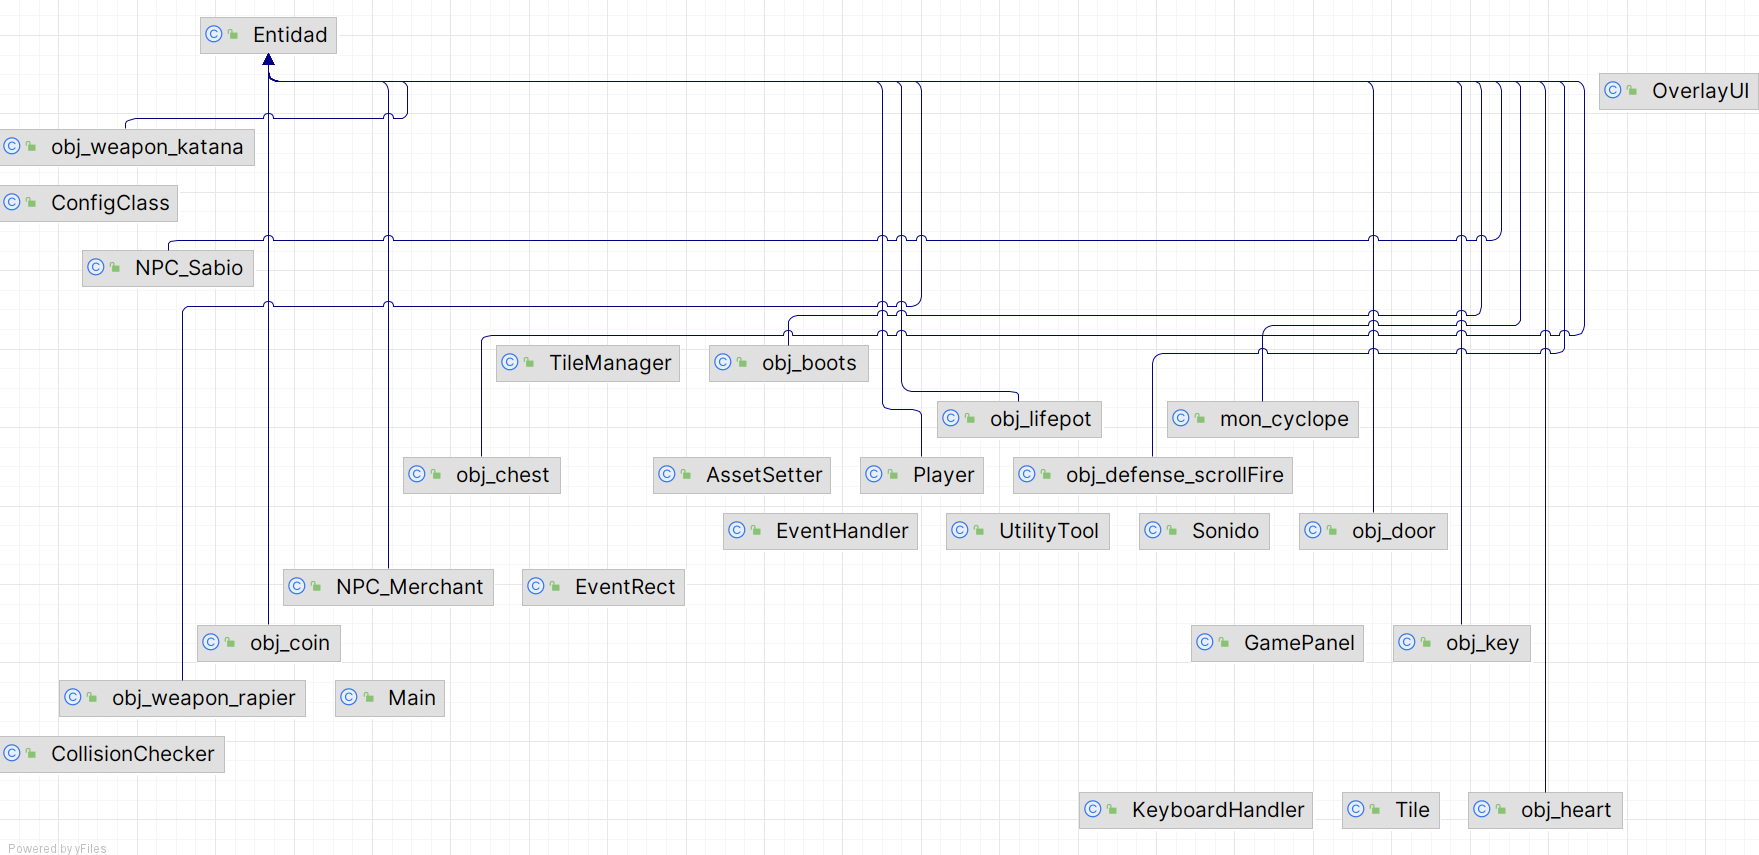 Entidad
OverlayUI
obj_weapon_katana
ConfigClass
NPC_Sabio
TileManager
obj_boots
obj_lifepot
mon_cyclope
obj_chest
AssetSetter
Player
obj_defense_scrollFire
EventHandler
UtilityTool
Sonido
obj_door
NPC_Merchant
EventRect
obj_coin
GamePanel
obj_key
obj_weapon_rapier
Main
CollisionChecker
KeyboardHandler
Tile
obj_heart
Powered by yFiles